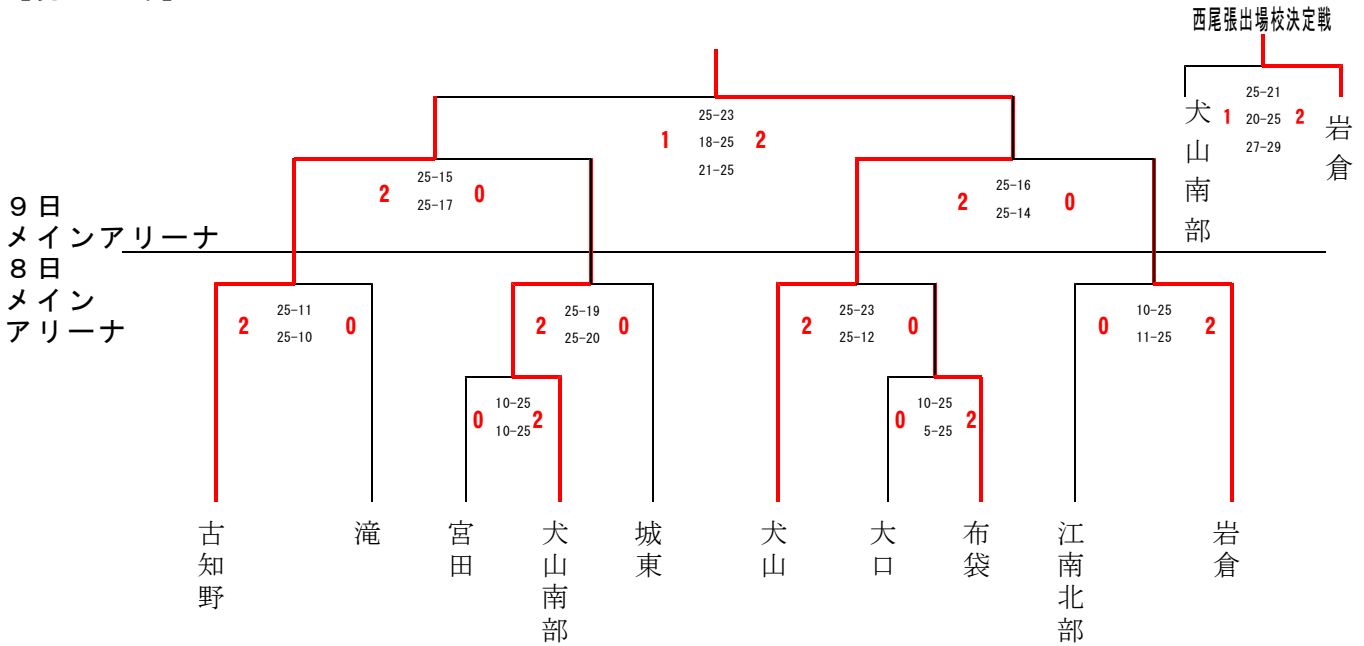 西尾張出場校決定戦
25-21
1 20-25 2
27-29
犬山南部
岩倉
25-23
1 18-25 2
21-25
25-15
2 25-17 0
25-16
2 25-14 0
9日
メインアリーナ
8日
メイン
アリーナ
25-11
2 25-10 0
25-19
2 25-20 0
25-23
2 25-12 0
10-25
0 11-25 2
10-25
0 10-25 2
10-25
0 5-25 2
古知野
滝
宮田
犬山南部
城東
犬山
大口
布袋
江南北部
岩倉